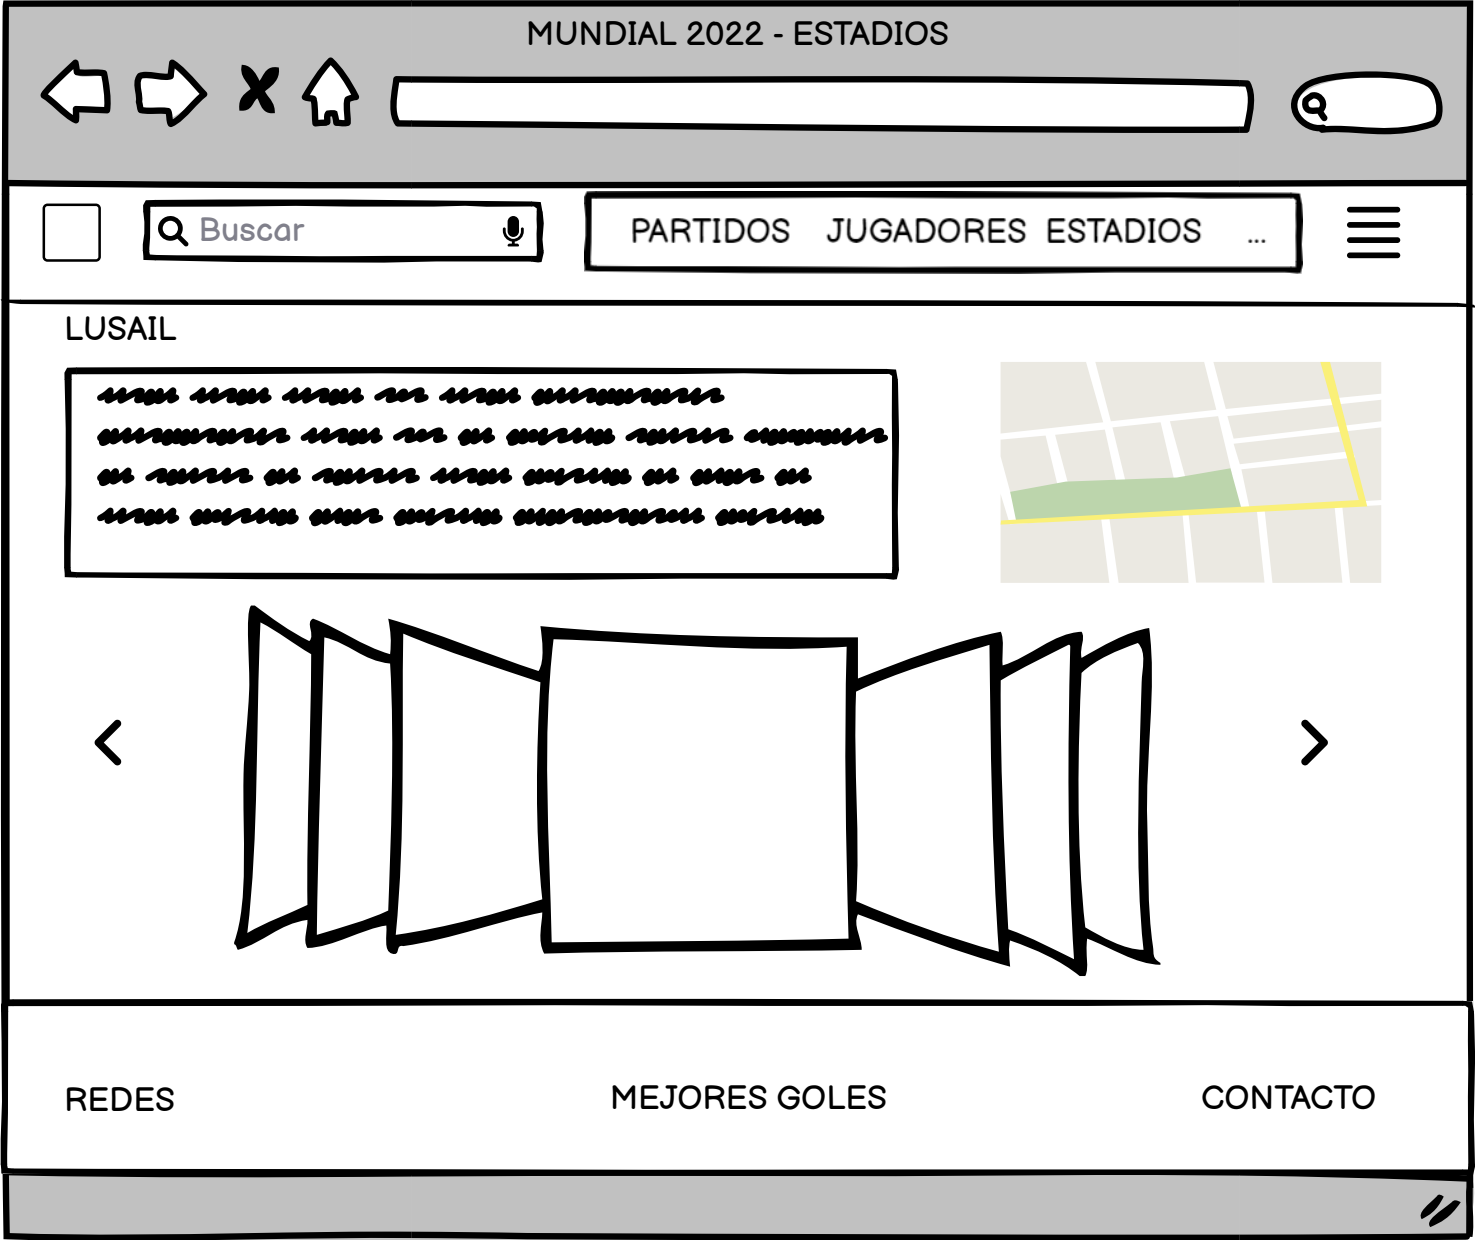 MUNDIAL 2022 - ESTADIOS
Buscar
PARTIDOS JUGADORES ESTADIOS ...
LUSAIL
REDES
MEJORES GOLES
CONTACTO